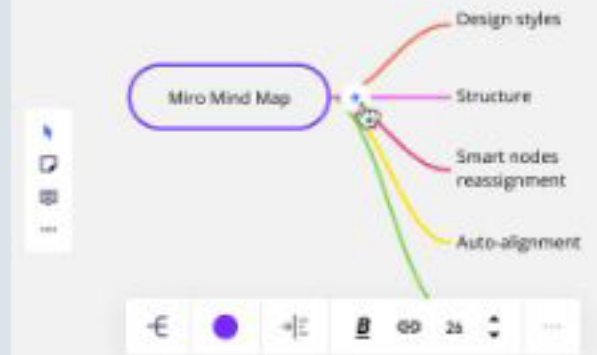 Design styles
Miro Mind Map
Structure
Smart nodes
reassignment
Auto-alignment
B
26